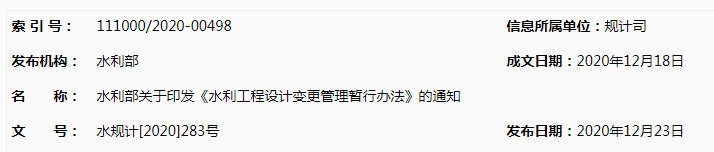 索 引 号： 111000/2020-00498 信息所属单位：规计司
发布机构： 水利部 成文日期：2020年12月18日
名　　称： 水利部关于印发《水利工程设计变更管理暂行办法》的通知
文　　号： 水规计[2020]283号 发布日期：2020年12月23日